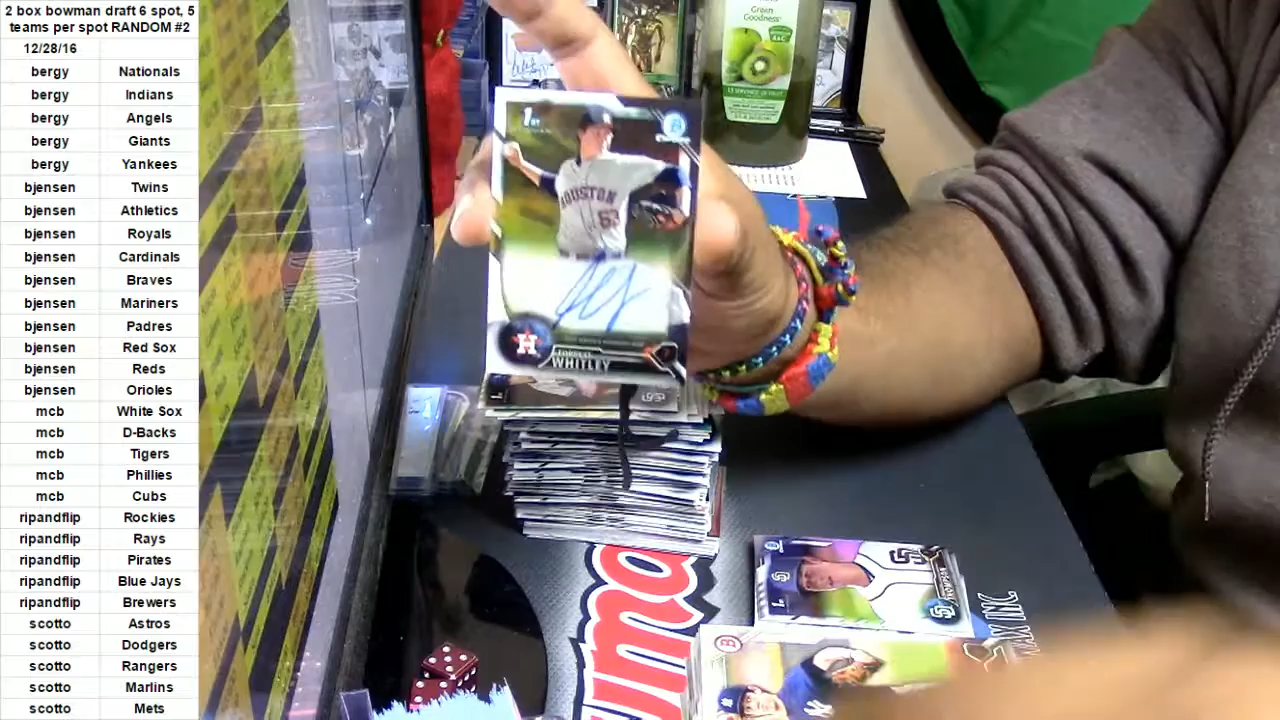 2 box bowman draft 6 spot, 5
teams per spot RANDOM #2
12/28/16
bergy Nationals
bergy Indians
bergy Angels
bergy Giants
bergy Yankees
bjensen Twins
bjensen Athletics
bjensen Royals
bjensen Cardinals
bjensen Braves
bjensen Mariners
bjensen Padres
bjensen Red Sox
bjensen Reds
bjensen Orioles
mcb White Sox
mcb D-Backs
mcb Tigers
mcb Phillies
mcb Cubs
ripandflip Rockies
ripandflip Rays
ripandflip Pirates
ripandflip Blue Jays
ripandflip Brewers
scotto Astros
scotto Dodgers
scotto Rangers
scotto Marlins
scotto Mets
Green
Goodness
1st
HOUSTON
63
H
WHITLEY
SD
THOMPSON
B
NY